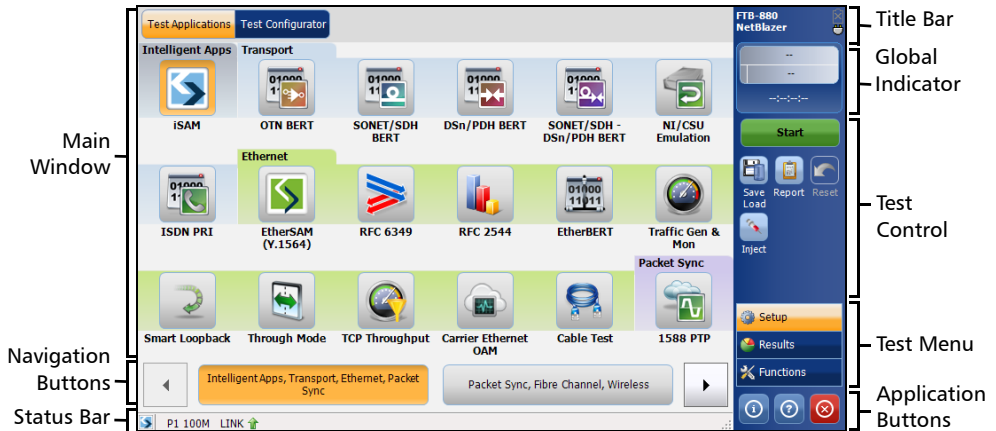 Test Applications
Test Configurator
FTB-880
NetBlazer
Title Bar
Intelligent Apps
Transport
--
--
--:--:--
Global
Indicator
iSAM
OTN BERT
SONET/SDH
BERT
DSn/PDH BERT
SONET/SDH -
DSn/PDH BERT
NI/CSU
Emulation
Main
Window
Start
Save
Load
Report
Reset
Inject
Test
Control
Ethernet
ISDN PRI
EtherSAM
(Y.1564)
RFC 6349
RFC 2544
01000
11011
EtherBERT
Traffic Gen &
Mon
Packet Sync
Smart Loopback
Through Mode
TCP Throughput
Carrier Ethernet
OAM
Cable Test
1588 PTP
Setup
Results
Functions
Test Menu
Navigation
Buttons
Intelligent Apps, Transport, Ethernet, Packet
Sync
Packet Sync, Fibre Channel, Wireless
Application
Buttons
Status Bar
P1 100M LINK